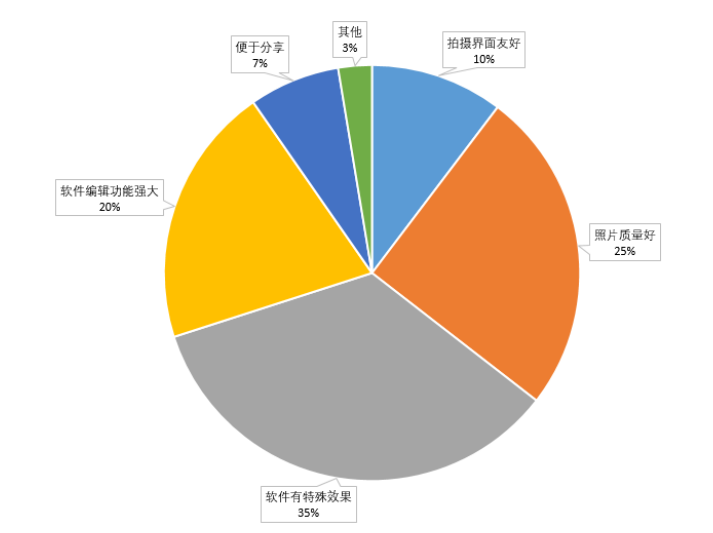 其他
3%
便于分享
7%
拍摄界面友好
10%
软件编辑功能强大
20%
照片质量好
25%
软件有特殊效果
35%